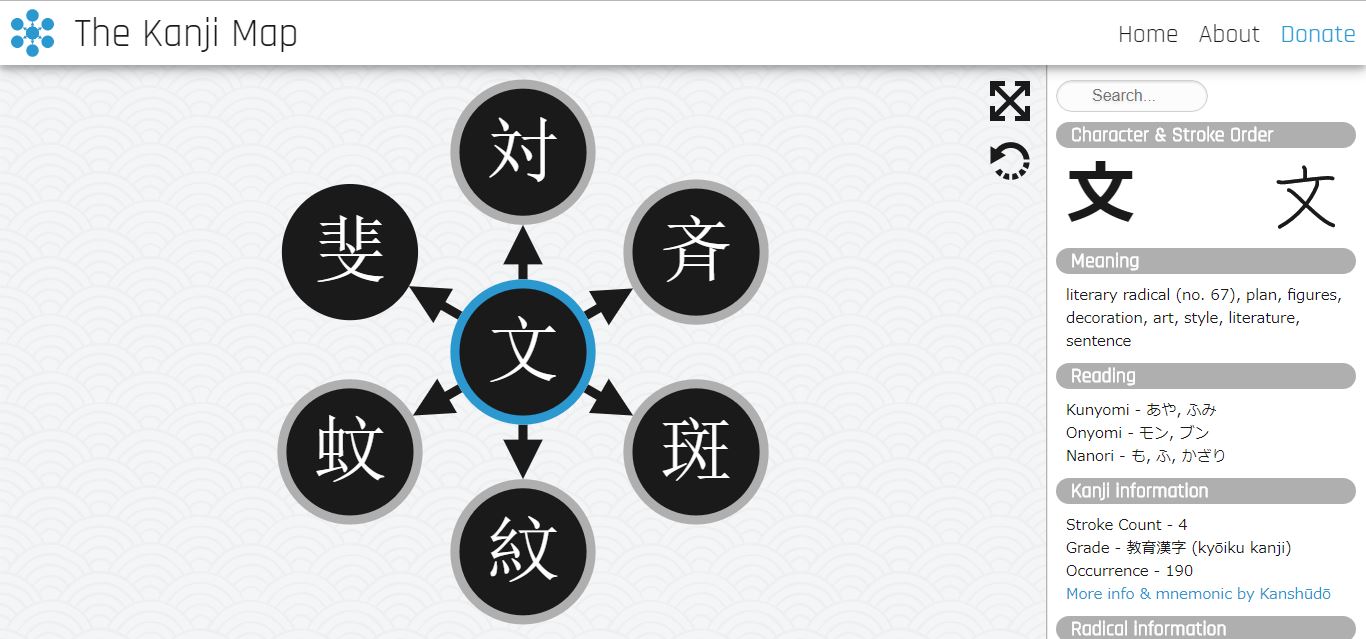 The Kanji Map
Home About Donate
対
斐
斉
文
蚊
斑
紋
Search...
Character & Stroke Order
文 文
Meaning
literary radical (no. 67), plan, figures,
decoration, art, style, literature,
sentence
Reading
Kunyomi - あや, ふみ
Onyomi - モン, ブン
Nanori - も, ふ, かざり
Kanji information
Stroke Count - 4
Grade - 教育漢字 (kyōiku kanji)
Occurrence - 190
More info & mnemonic by Kanshūdō
Radical information